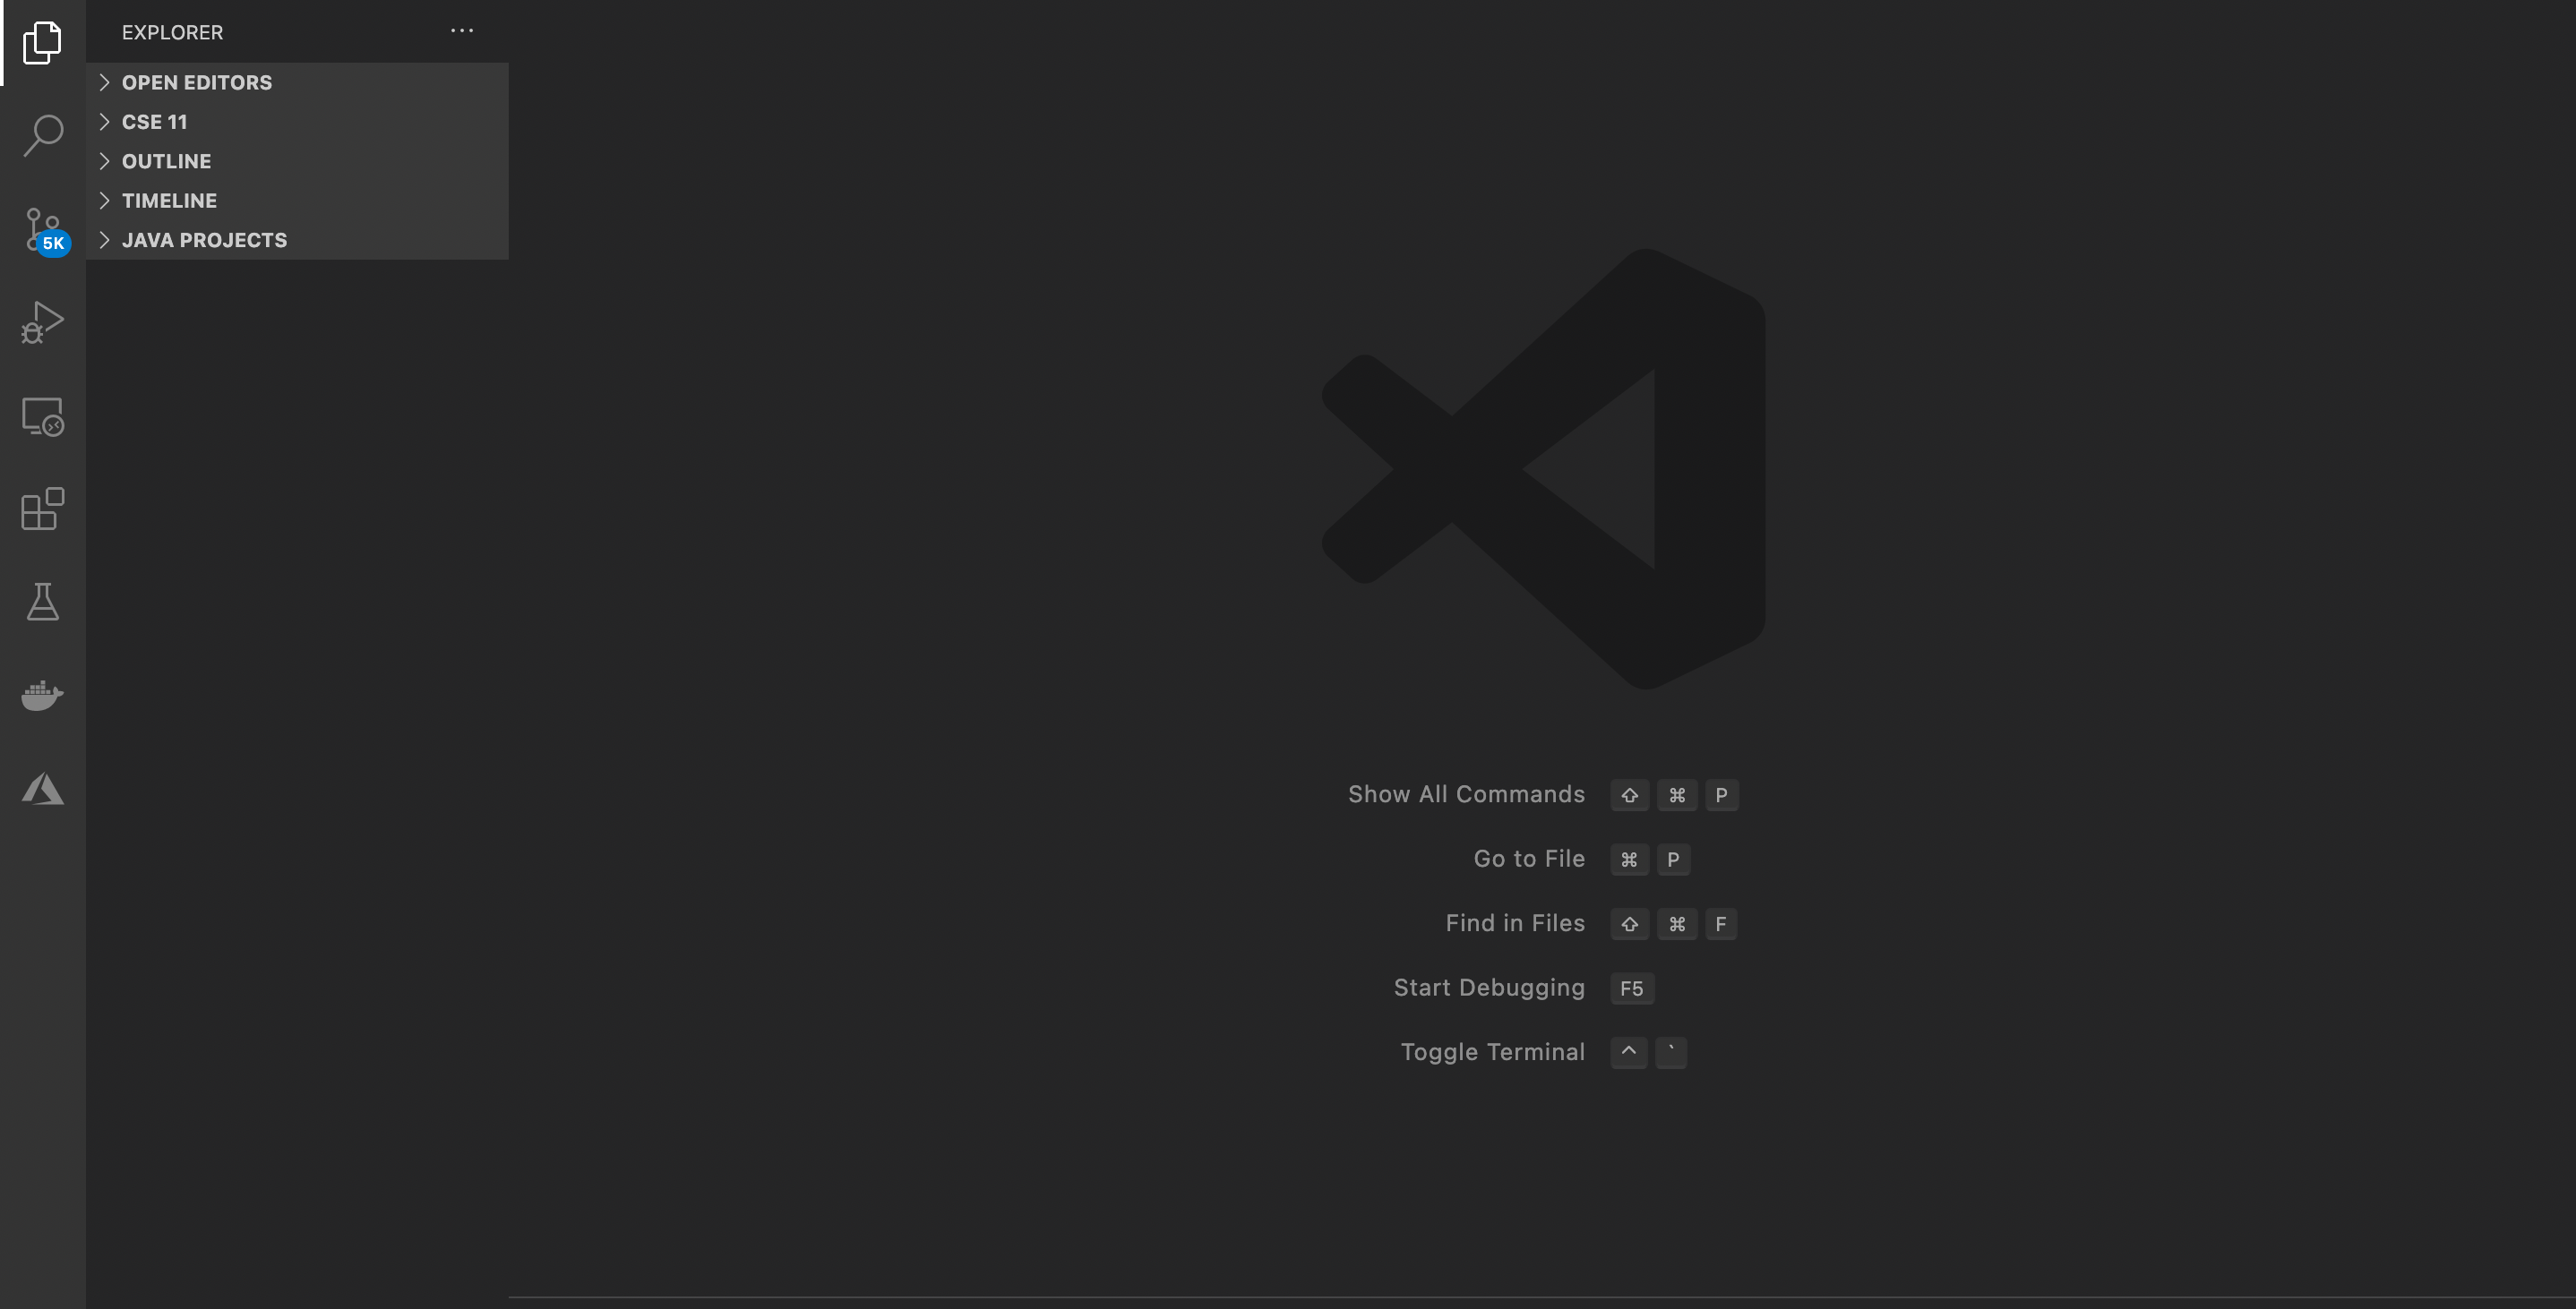 EXPLORER
OPEN EDITORS
CSE 11
OUTLINE
TIMELINE
JAVA PROJECTS
5K
Show All Commands ⇧ ⌘ P
Go to File ⌘ P
Find in Files ⇧ ⌘ F
Start Debugging F5
Toggle Terminal ^ `